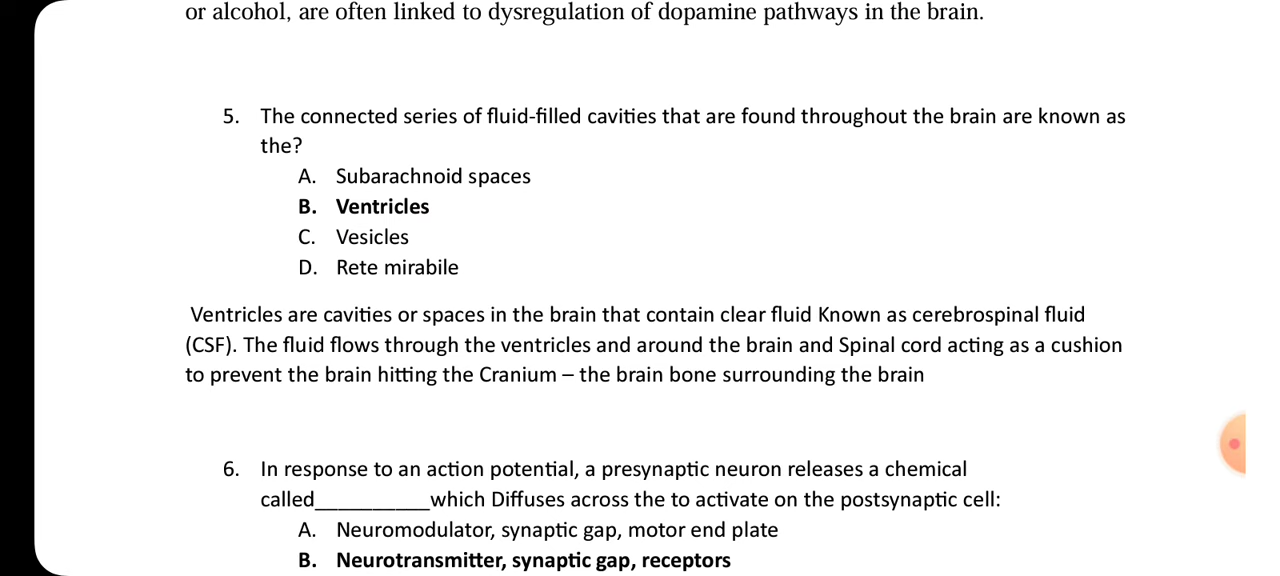 or alcohol, are often linked to dysregulation of dopamine pathways in the brain.
5. The connected series of fluid-filled cavities that are found throughout the brain are known as
the?
A. Subarachnoid spaces
B. Ventricles
C. Vesicles
D. Rete mirabile
Ventricles are cavities or spaces in the brain that contain clear fluid Known as cerebrospinal fluid
(CSF). The fluid flows through the ventricles and around the brain and Spinal cord acting as a cushion
to prevent the brain hitting the Cranium – the brain bone surrounding the brain
6. In response to an action potential, a presynaptic neuron releases a chemical
called__________which Diffuses across the to activate on the postsynaptic cell:
A. Neuromodulator, synaptic gap, motor end plate
B. Neurotransmitter, synaptic gap, receptors